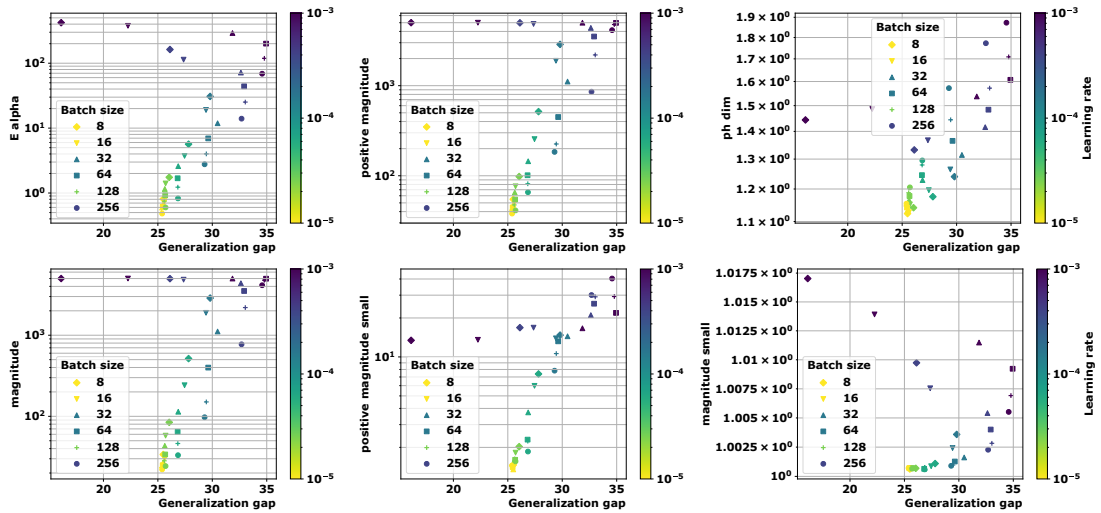 E alpha
10²
10¹
10⁰
20
25
30
35
Generalization gap
Batch size
8
16
32
64
128
256
10⁻³
10⁻⁴
10⁻⁵
positive magnitude
10³
10²
20
25
30
35
Generalization gap
Batch size
8
16
32
64
128
256
10⁻³
10⁻⁴
10⁻⁵
ph dim
1.9 × 10⁰
1.8 × 10⁰
1.7 × 10⁰
1.6 × 10⁰
1.5 × 10⁰
1.4 × 10⁰
1.3 × 10⁰
1.2 × 10⁰
1.1 × 10⁰
20
25
30
35
Generalization gap
Batch size
8
16
32
64
128
256
10⁻³
10⁻⁴
10⁻⁵
Learning rate
magnitude
10³
10²
20
25
30
35
Generalization gap
Batch size
8
16
32
64
128
256
10⁻³
10⁻⁴
10⁻⁵
positive magnitude small
10¹
20
25
30
35
Generalization gap
Batch size
8
16
32
64
128
256
10⁻³
10⁻⁴
10⁻⁵
magnitude small
1.0175 × 10⁰
1.015 × 10⁰
1.0125 × 10⁰
1.01 × 10⁰
1.0075 × 10⁰
1.005 × 10⁰
1.0025 × 10⁰
10⁰
20
25
30
35
Generalization gap
Batch size
8
16
32
64
128
256
10⁻³
10⁻⁴
10⁻⁵
Learning rate